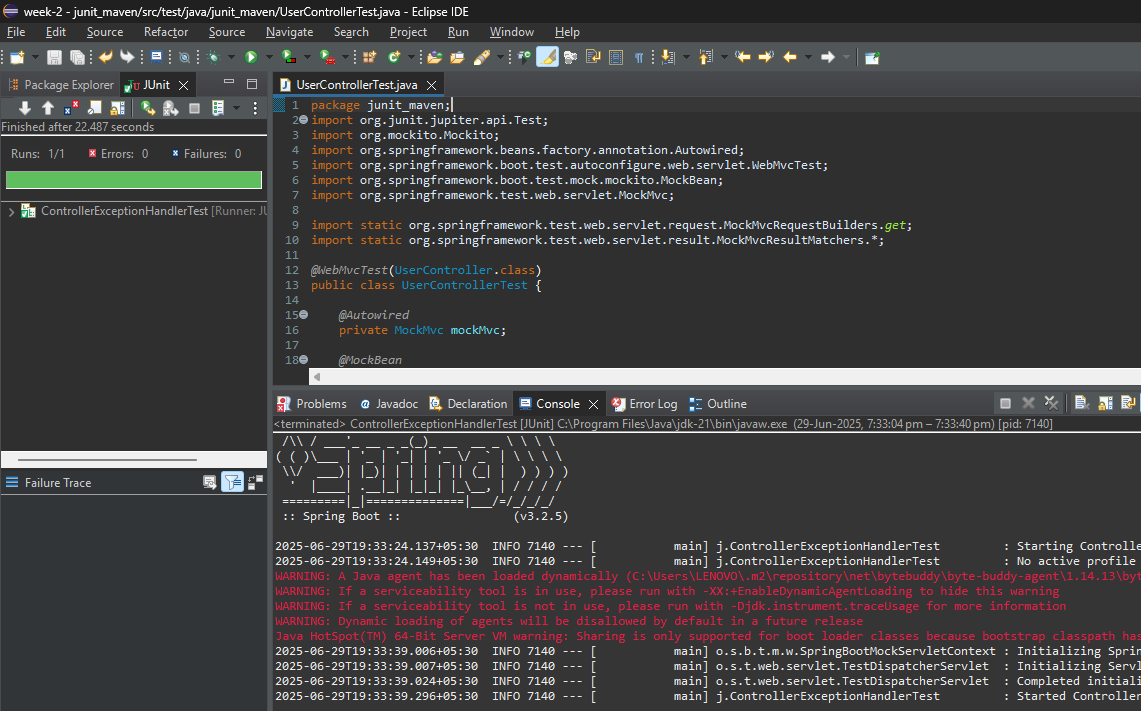 week-2 - junit_maven/src/test/java/junit_maven/UserControllerTest.java - Eclipse IDE
File Edit Source Refactor Source Navigate Search Project Run Window Help
Package Explorer JUnit
Finished after 22.487 seconds
Runs: 1/1 Errors: 0 Failures: 0
ControllerExceptionHandlerTest [Runner: JU
Failure Trace
UserControllerTest.java
1 package junit_maven;
2 import org.junit.jupiter.api.Test;
3 import org.mockito.Mockito;
4 import org.springframework.beans.factory.annotation.Autowired;
5 import org.springframework.boot.test.autoconfigure.web.servlet.WebMvcTest;
6 import org.springframework.boot.test.mock.mockito.MockBean;
7 import org.springframework.test.web.servlet.MockMvc;
8
9 import static org.springframework.test.web.servlet.request.MockMvcRequestBuilders.get;
10 import static org.springframework.test.web.servlet.result.MockMvcResultMatchers.*;
11
12 @WebMvcTest(UserController.class)
13 public class UserControllerTest {
14
15 @Autowired
16 private MockMvc mockMvc;
17
18 @MockBean
Problems Javadoc Declaration Console Error Log Outline
<terminated> ControllerExceptionHandlerTest [JUnit] C:\Program Files\Java\jdk-21\bin\javaw.exe (29-Jun-2025, 7:33:04 pm – 7:33:40 pm) [pid: 7140]
 /\\ / ___'_ __ _ _(_)_ __  __ _ \ \ \ \
( ( )\___ | '_ | '_| | '_ \/ _` | \ \ \ \
 \\/  ___)| |_)| | | | | || (_| |  ) ) ) )
  '  |____| .__|_| |_|_| |_\__, | / / / /
 =========|_|==============|___/=/_/_/_/
 :: Spring Boot ::                (v3.2.5)
2025-06-29T19:33:24.137+05:30 INFO 7140 --- [ main] j.ControllerExceptionHandlerTest : Starting Controlle
2025-06-29T19:33:24.149+05:30 INFO 7140 --- [ main] j.ControllerExceptionHandlerTest : No active profile
WARNING: A Java agent has been loaded dynamically (C:\Users\LENOVO\.m2\repository\net\bytebuddy\byte-buddy-agent\1.14.13\byt
WARNING: If a serviceability tool is in use, please run with -XX:+EnableDynamicAgentLoading to hide this warning
WARNING: If a serviceability tool is not in use, please run with -Djdk.instrument.traceUsage for more information
WARNING: Dynamic loading of agents will be disallowed by default in a future release
Java HotSpot(TM) 64-Bit Server VM warning: Sharing is only supported for boot loader classes because bootstrap classpath has
2025-06-29T19:33:39.006+05:30 INFO 7140 --- [ main] o.s.b.t.m.w.SpringBootMockServletContext : Initializing Sprin
2025-06-29T19:33:39.007+05:30 INFO 7140 --- [ main] o.s.t.web.servlet.TestDispatcherServlet : Initializing Servl
2025-06-29T19:33:39.024+05:30 INFO 7140 --- [ main] o.s.t.web.servlet.TestDispatcherServlet : Completed initiali
2025-06-29T19:33:39.296+05:30 INFO 7140 --- [ main] j.ControllerExceptionHandlerTest : Started Controller